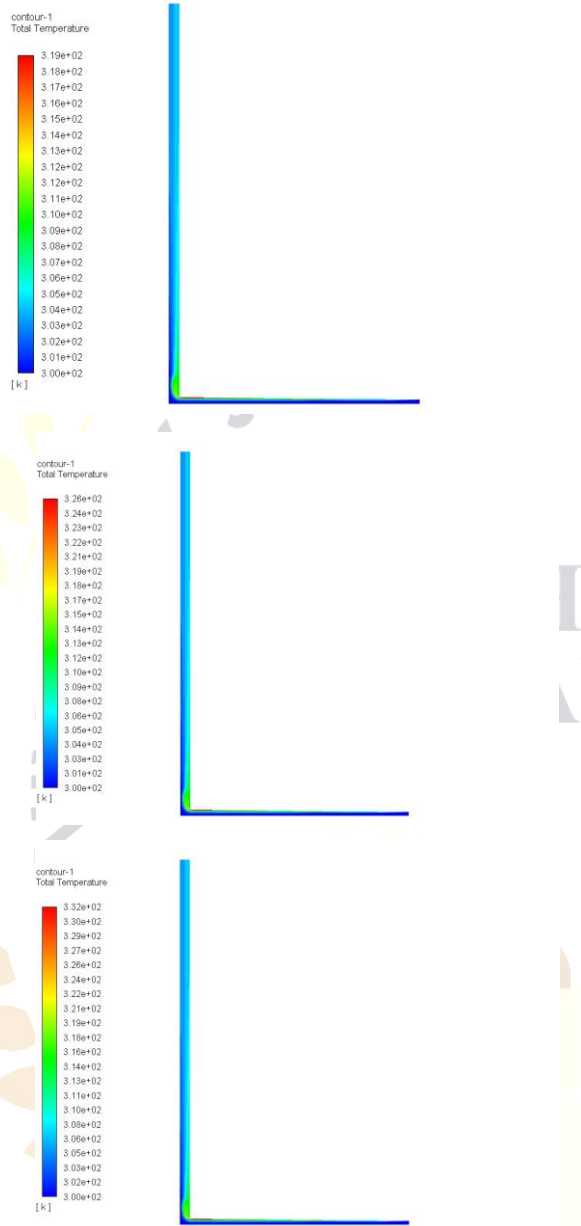 contour-1
Total Temperature
3.19e+02
3.18e+02
3.17e+02
3.16e+02
3.15e+02
3.14e+02
3.13e+02
3.12e+02
3.12e+02
3.11e+02
3.10e+02
3.09e+02
3.08e+02
3.07e+02
3.06e+02
3.05e+02
3.04e+02
3.03e+02
3.02e+02
3.01e+02
3.00e+02
[ k ]
contour-1
Total Temperature
3.26e+02
3.24e+02
3.23e+02
3.22e+02
3.21e+02
3.19e+02
3.18e+02
3.17e+02
3.15e+02
3.14e+02
3.13e+02
3.12e+02
3.10e+02
3.09e+02
3.08e+02
3.06e+02
3.05e+02
3.04e+02
3.03e+02
3.01e+02
3.00e+02
[ k ]
contour-1
Total Temperature
3.32e+02
3.30e+02
3.29e+02
3.27e+02
3.26e+02
3.24e+02
3.22e+02
3.21e+02
3.19e+02
3.18e+02
3.16e+02
3.14e+02
3.13e+02
3.11e+02
3.10e+02
3.08e+02
3.06e+02
3.05e+02
3.03e+02
3.02e+02
3.00e+02
[ k ]